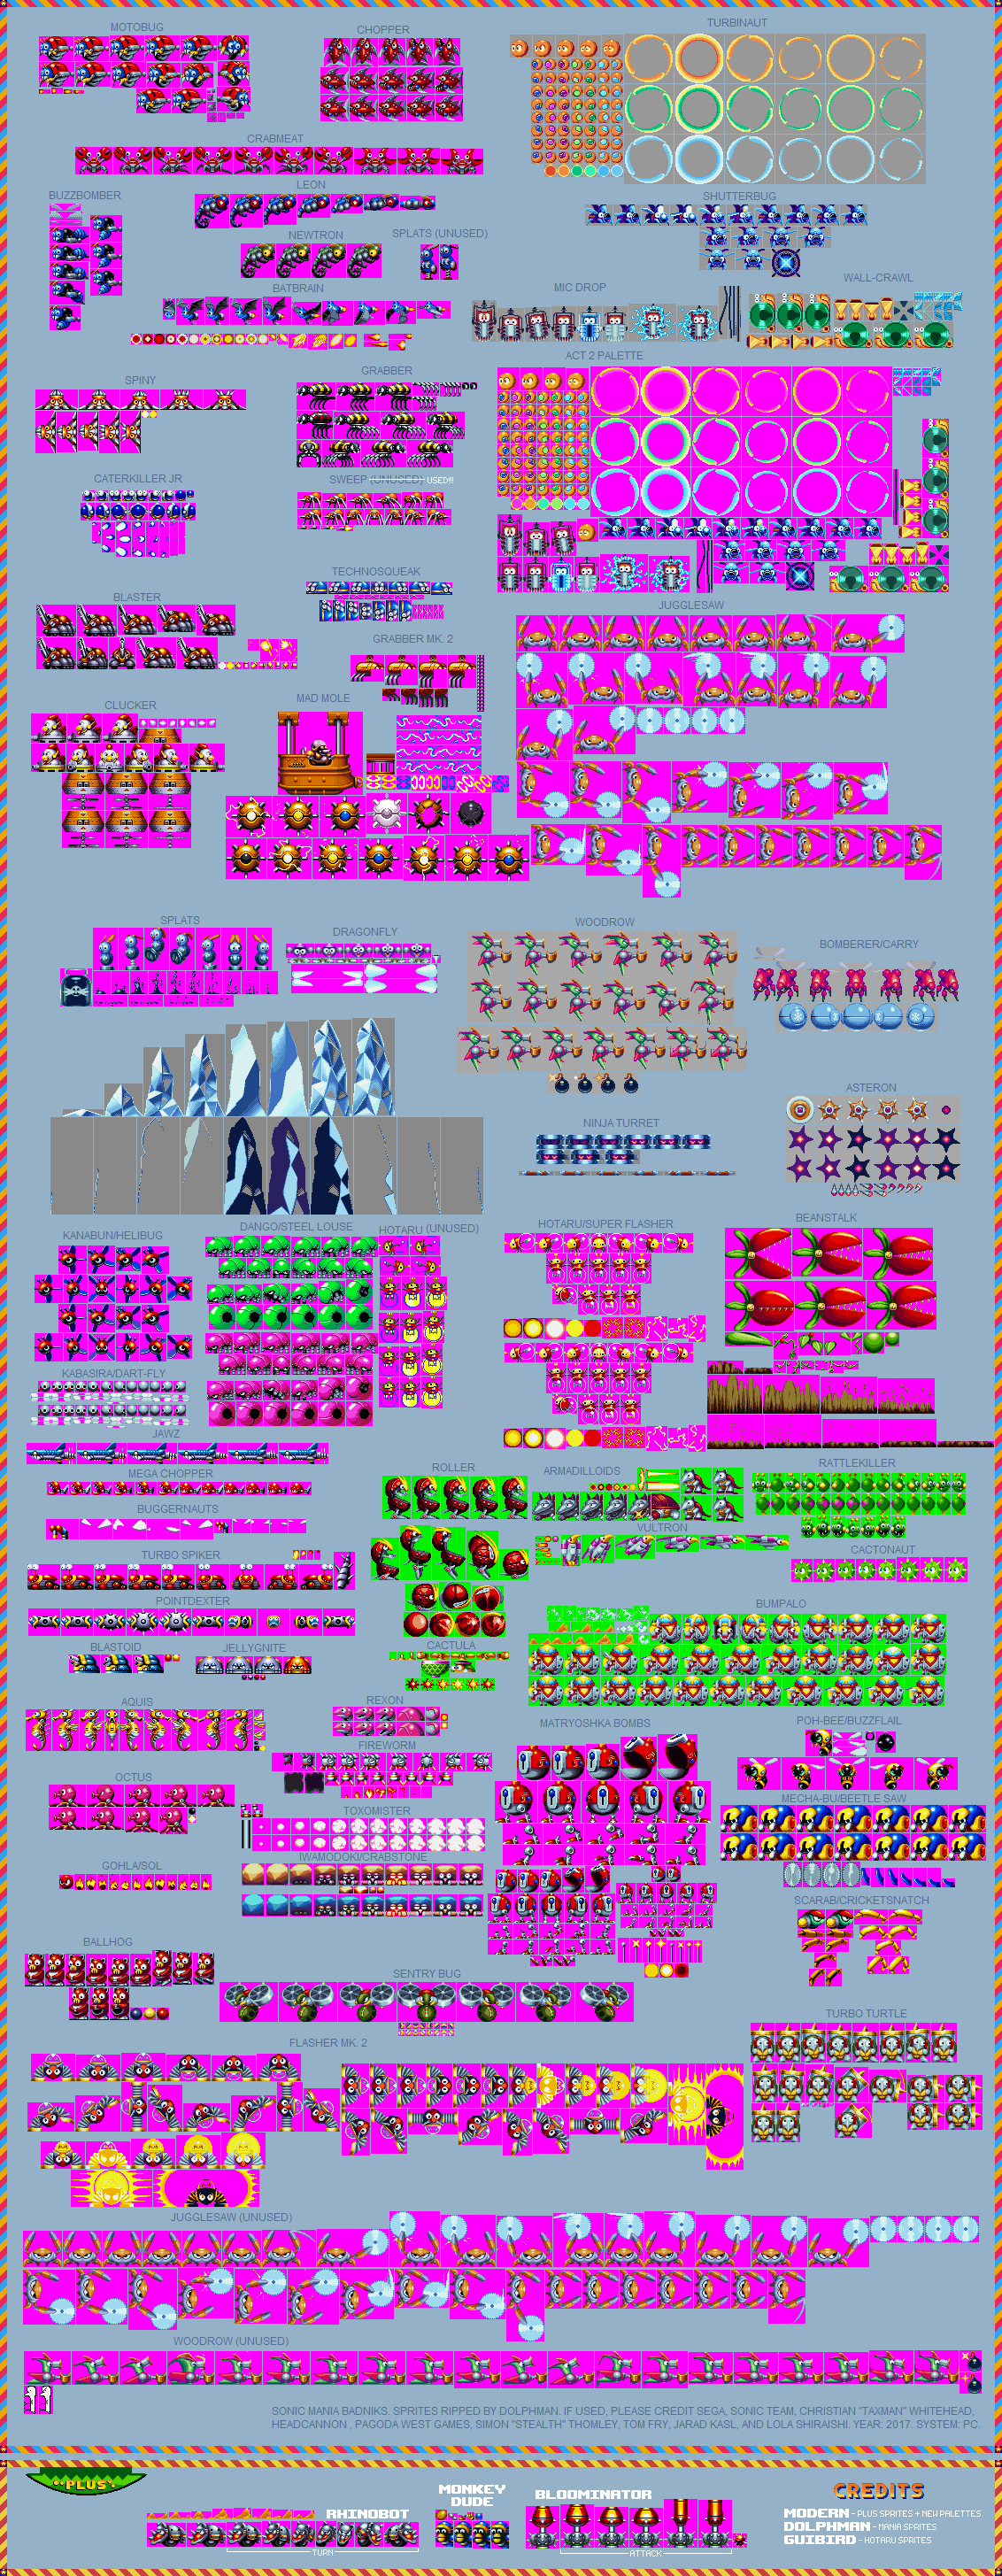 MOTOBUG
CHOPPER
TURBINAUT
CRABMEAT
LEON
BUZZBOMBER
SHUTTERBUG
NEWTRON
SPLATS (UNUSED)
WALL-CRAWL
BATBRAIN
MIC DROP
ACT 2 PALETTE
GRABBER
SPINY
CATERKILLER JR
SWEEP (UNUSED) USED!!!
TECHNOSQUEAK
BLASTER
JUGGLESAW
GRABBER MK. 2
MAD MOLE
CLUCKER
SPLATS
WOODROW
DRAGONFLY
BOMBERER/CARRY
ASTERON
NINJA TURRET
BEANSTALK
DANGO/STEEL LOUSE
HOTARU (UNUSED)
HOTARU/SUPER FLASHER
KANABUN/HELIBUG
KABASIRA/DART-FLY
JAWZ
ROLLER
ARMADILLOIDS
RATTLEKILLER
MEGA CHOPPER
BUGGERNAUTS
VULTRON
CACTONAUT
TURBO SPIKER
POINTDEXTER
BUMPALO
BLASTOID
JELLYGNITE
CACTULA
AQUIS
REXON
MATRYOSHKA BOMBS
POH-BEE/BUZZFLAIL
FIREWORM
OCTUS
MECHA-BU/BEETLE SAW
TOXOMISTER
IWAMODOKI/CRABSTONE
GOHLA/SOL
SCARAB/CRICKETSNATCH
BALLHOG
SENTRY BUG
TURBO TURTLE
FLASHER MK. 2
JUGGLESAW (UNUSED)
WOODROW (UNUSED)
SONIC MANIA BADNIKS. SPRITES RIPPED BY DOLPHMAN. IF USED, PLEASE CREDIT SEGA, SONIC TEAM, CHRISTIAN "TAXMAN" WHITEHEAD,
HEADCANNON , PAGODA WEST GAMES, SIMON "STEALTH" THOMLEY, TOM FRY, JARAD KASL, AND LOLA SHIRAISHI. YEAR: 2017. SYSTEM: PC.
PLUS
RHINOBOT
TURN
MONKEY
DUDE
BLOOMINATOR
ATTACK
CREDITS
MODERN - PLUS SPRITES + NEW PALETTES
DOLPHMAN - MANIA SPRITES
GUIBIRD - HOTARU SPRITES